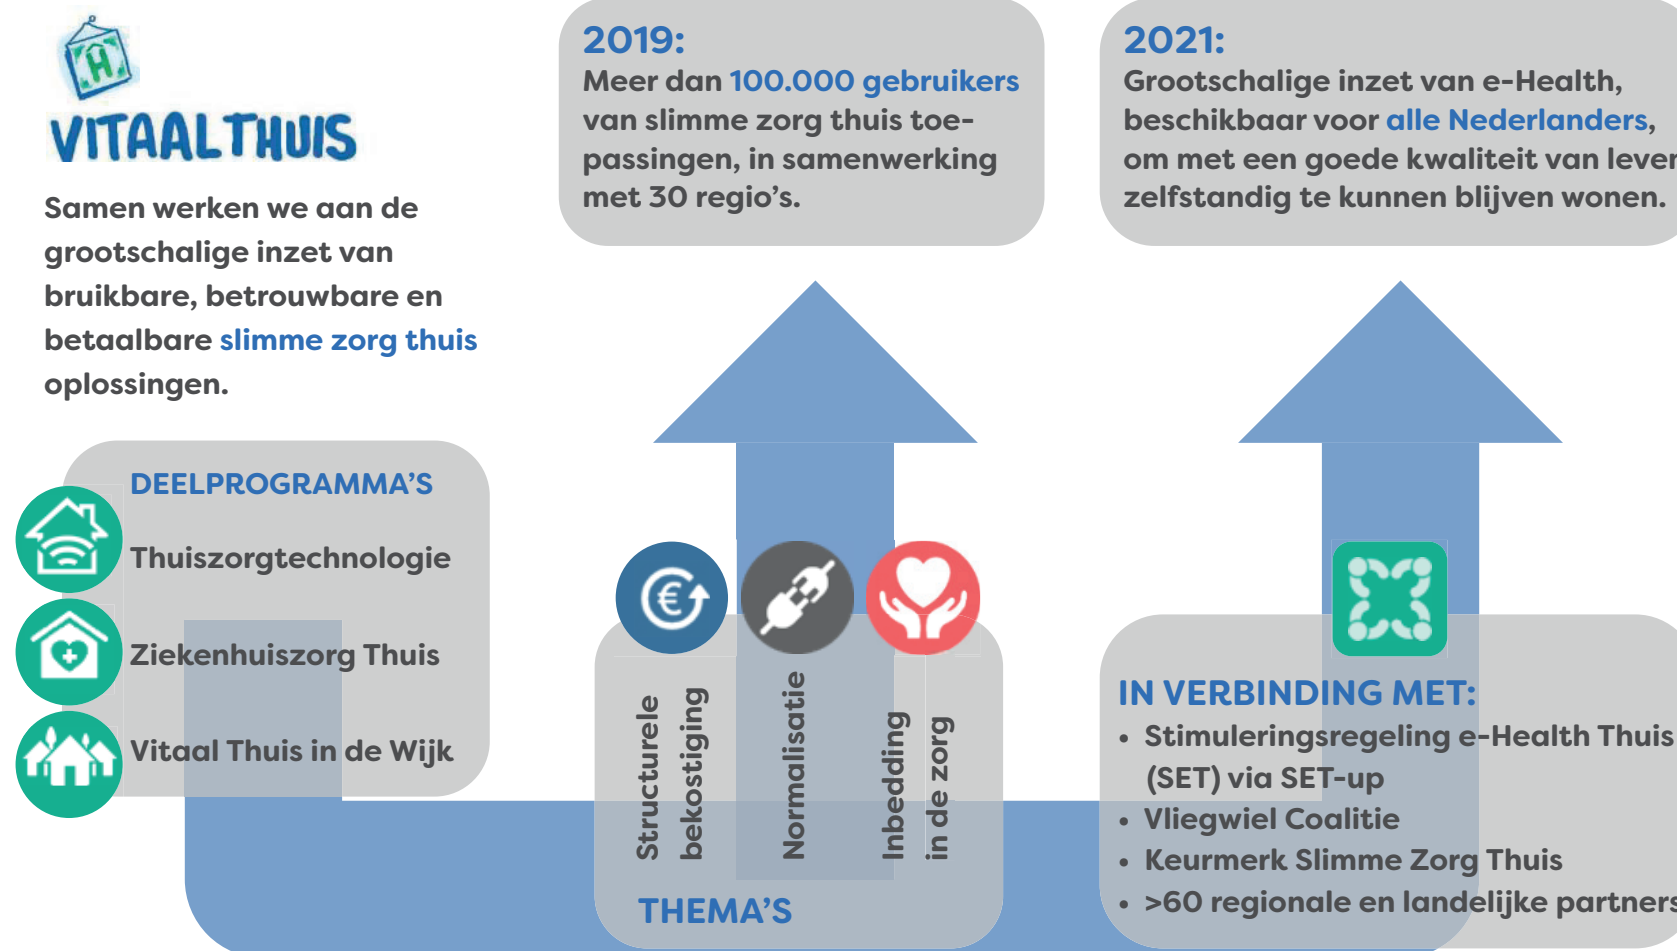 VITAAL THUIS
Samen werken we aan de
grootschalige inzet van
bruikbare, betrouwbare en
betaalbare slimme zorg thuis
oplossingen.
2019:
Meer dan 100.000 gebruikers
van slimme zorg thuis toe-
passingen, in samenwerking
met 30 regio's.
2021:
Grootschalige inzet van e-Health,
beschikbaar voor alle Nederlanders,
om met een goede kwaliteit van leven
zelfstandig te kunnen blijven wonen.
DEELPROGRAMMA'S
Thuiszorgtechnologie
Ziekenhuiszorg Thuis
Vitaal Thuis in de Wijk
Structurele
bekostiging
Normalisatie
Inbedding
in de zorg
THEMA'S
IN VERBINDING MET:
• Stimuleringsregeling e-Health Thuis
(SET) via SET-up
• Vliegwiel Coalitie
• Keurmerk Slimme Zorg Thuis
• >60 regionale en landelijke partners